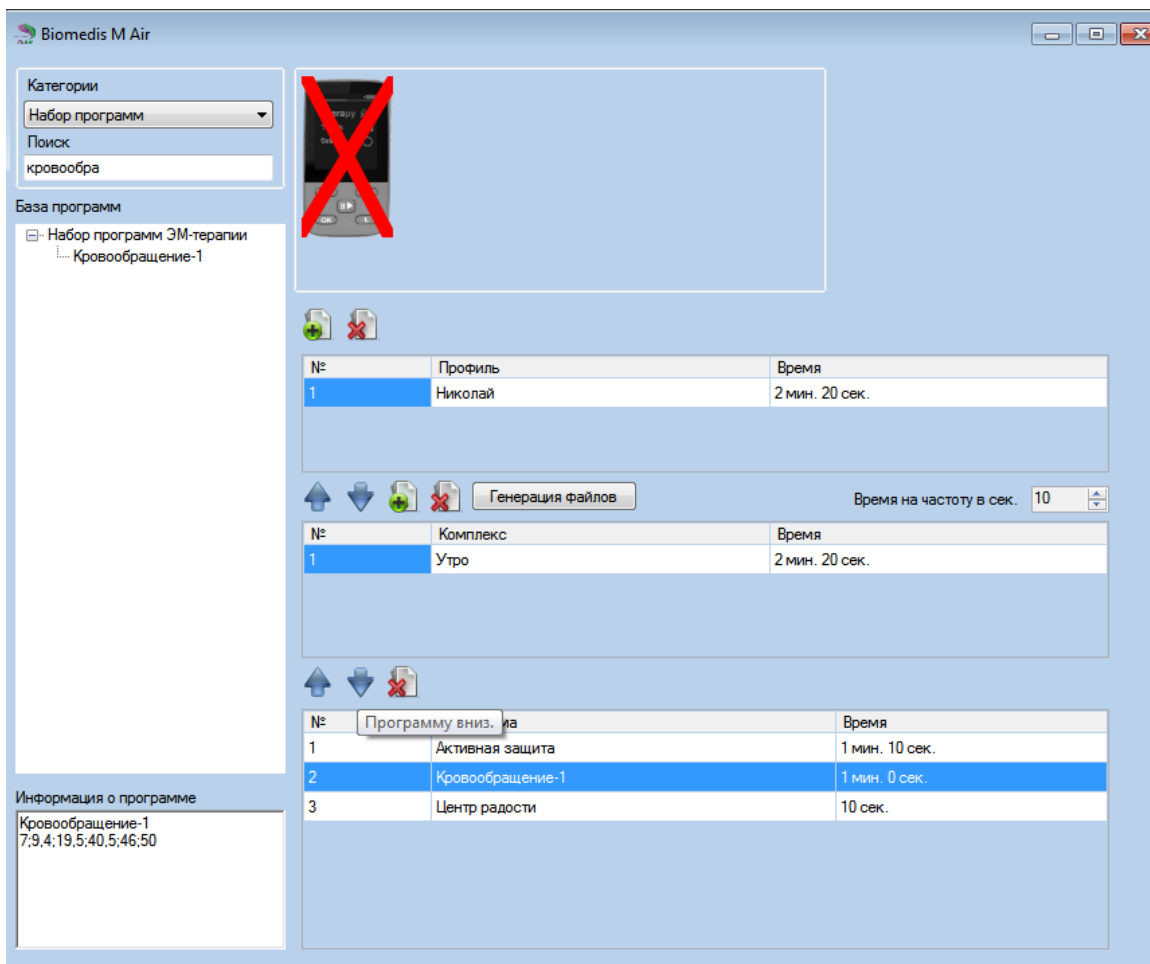 Biomedis M Air
Категории
Набор программ
Поиск
кровообра
База программ
Набор программ ЭМ-терапии
Кровообращение-1
№ Профиль Время
1 Николай 2 мин. 20 сек.
Генерация файлов Время на частоту в сек. 10
№ Комплекс Время
1 Утро 2 мин. 20 сек.
Программу вниз.
№ Время
1 Активная защита 1 мин. 10 сек.
2 Кровообращение-1 1 мин. 0 сек.
3 Центр радости 10 сек.
Информация о программе
Кровообращение-1
7;9,4;19,5;40,5;46;50
OK